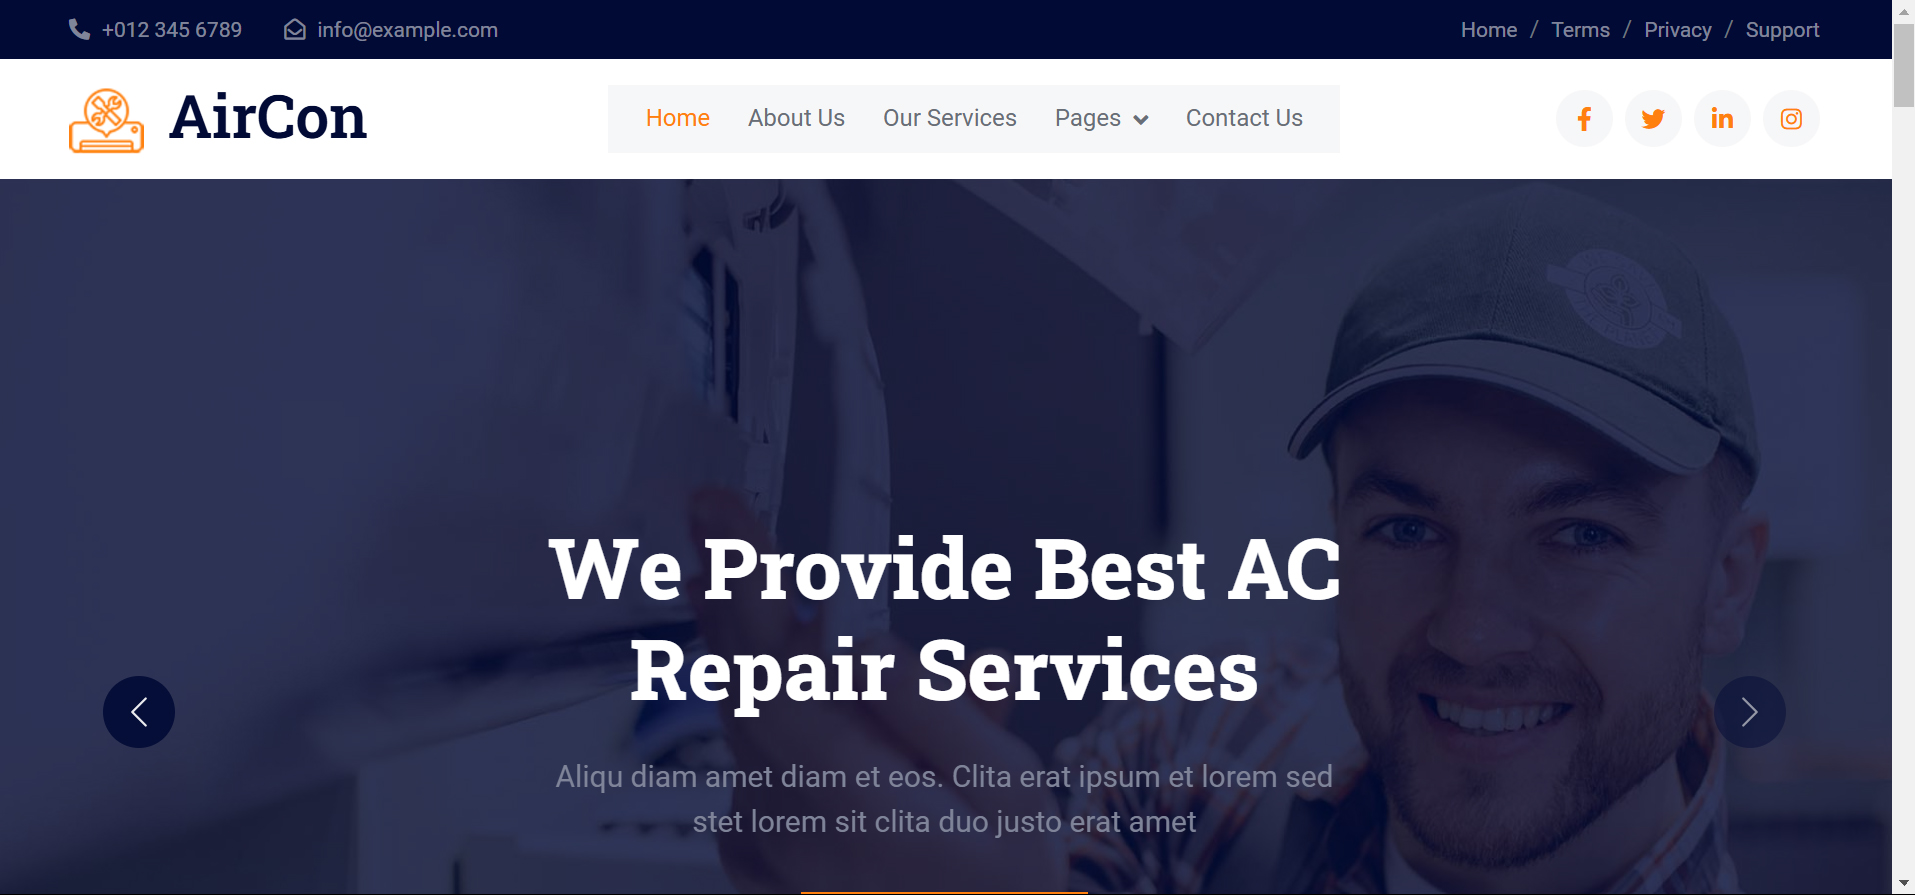 +012 345 6789
info@example.com
Home / Terms / Privacy / Support
AirCon
Home
About Us
Our Services
Pages
Contact Us
We Provide Best AC
Repair Services
Aliqu diam amet diam et eos. Clita erat ipsum et lorem sed
stet lorem sit clita duo justo erat amet